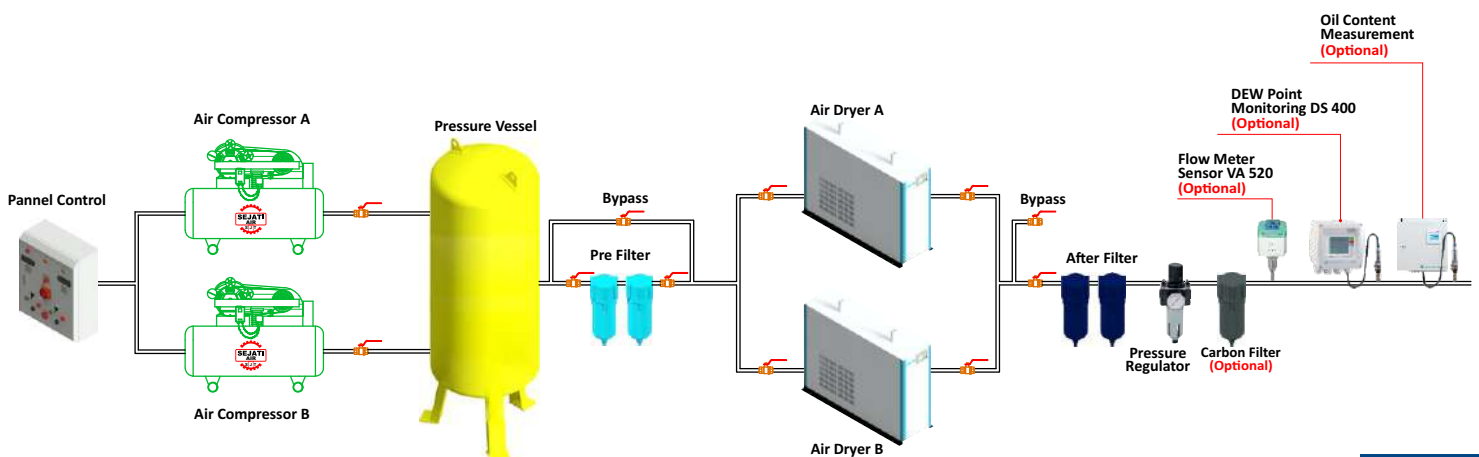 Oil Content
Measurement
(Optional)
DEW Point
Monitoring DS 400
(Optional)
Flow Meter
Sensor VA 520
(Optional)
Air Compressor A
Pressure Vessel
Air Dryer A
Pannel Control
SEJATI
AIR
Bypass
Bypass
Pre Filter
After Filter
SEJATI
AIR
Pressure
Regulator
Carbon Filter
(Optional)
Air Compressor B
Air Dryer B